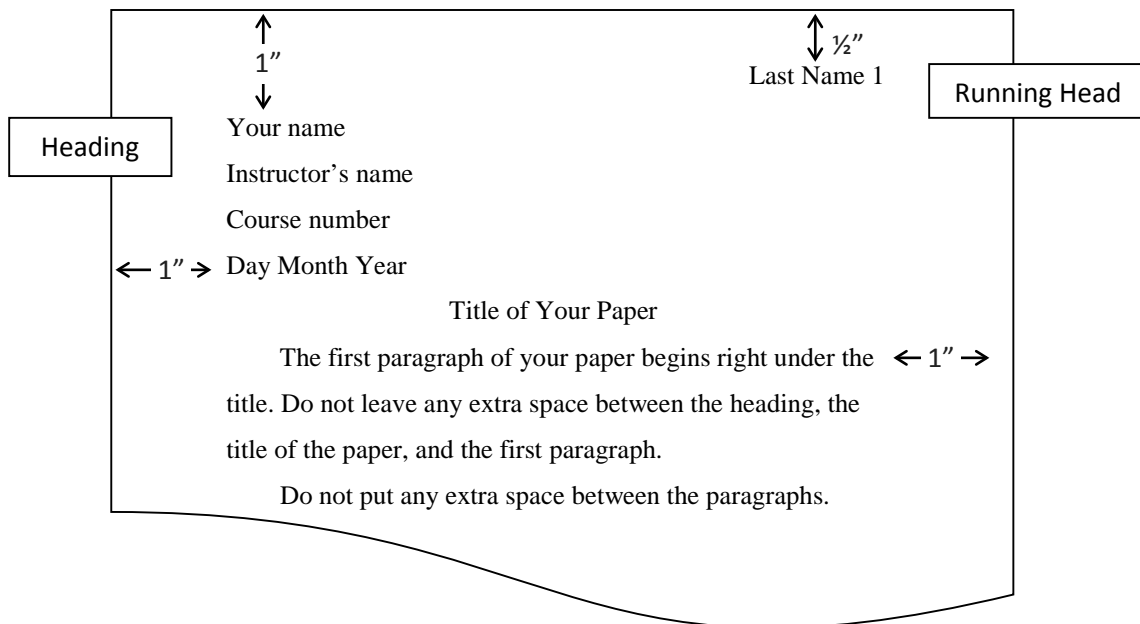 ½”
1”
Last Name 1
Running Head
Your name
Heading
Instructor’s name
Course number
1”
Day Month Year
Title of Your Paper
The first paragraph of your paper begins right under the
1”
title. Do not leave any extra space between the heading, the
title of the paper, and the first paragraph.
Do not put any extra space between the paragraphs.